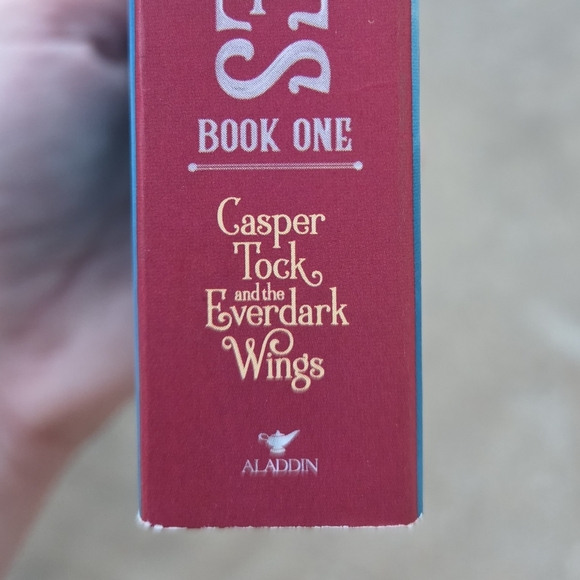 BOOK ONE
Casper
Tock
and the
Everdark
Wings
ALADDIN